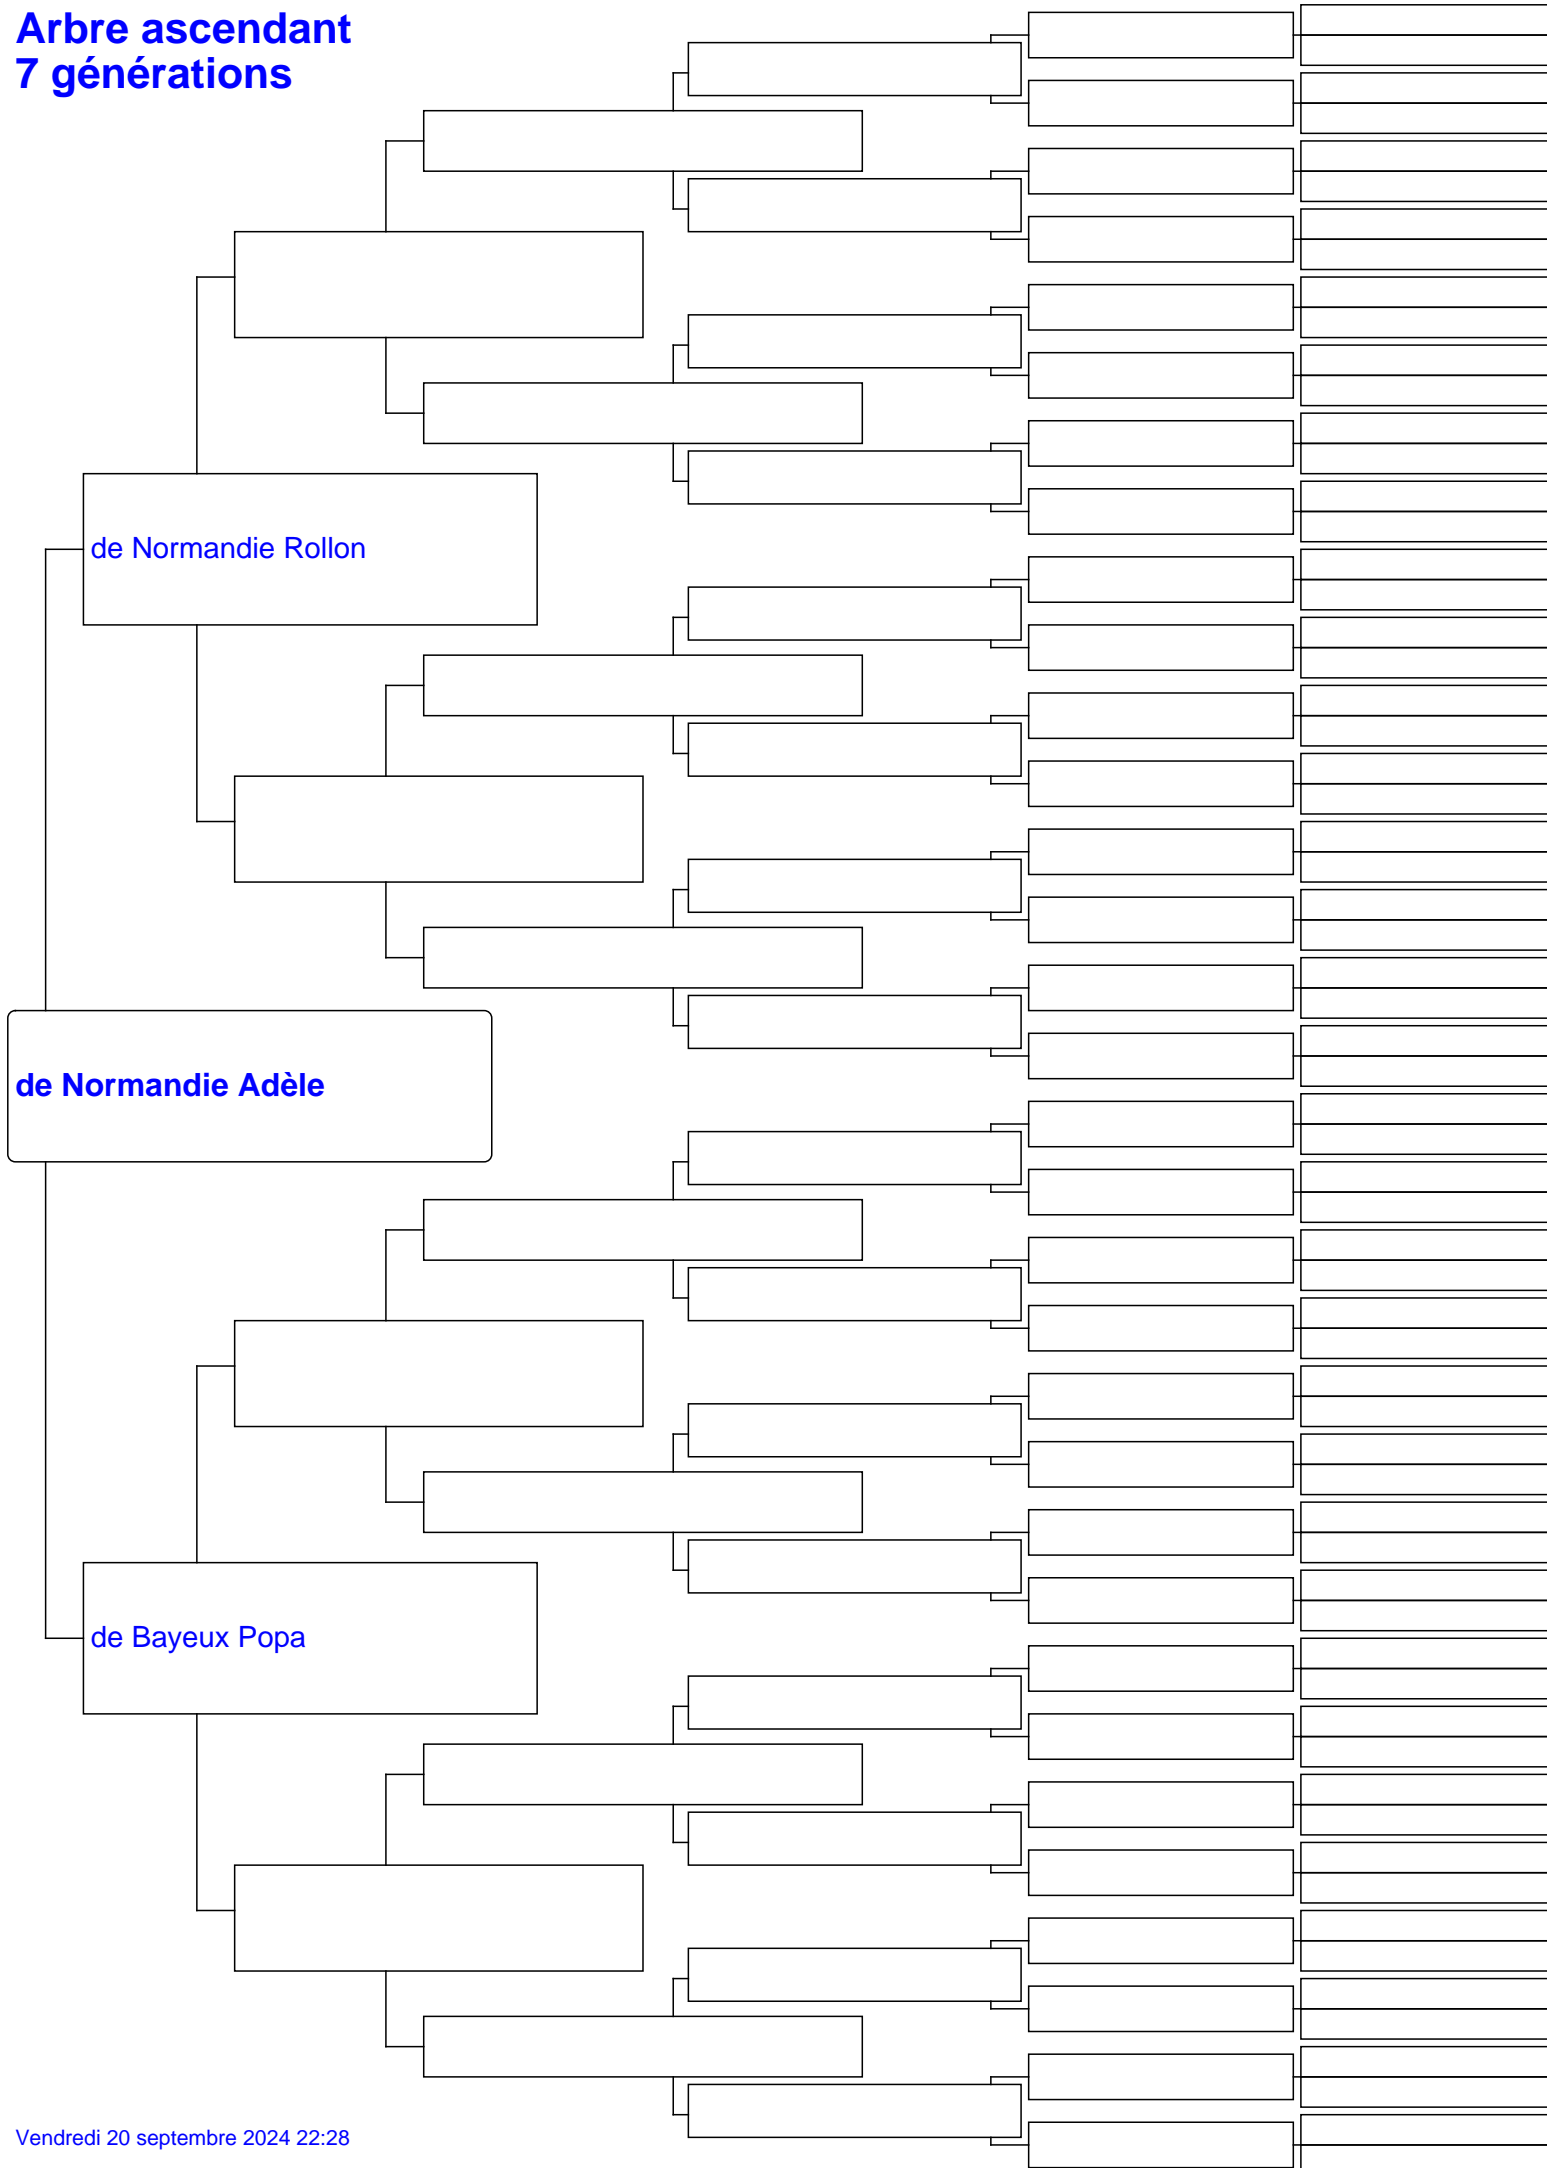 Arbre ascendant
7 générations
de Normandie Rollon
de Normandie Adèle
de Bayeux Popa
Vendredi 20 septembre 2024 22:28